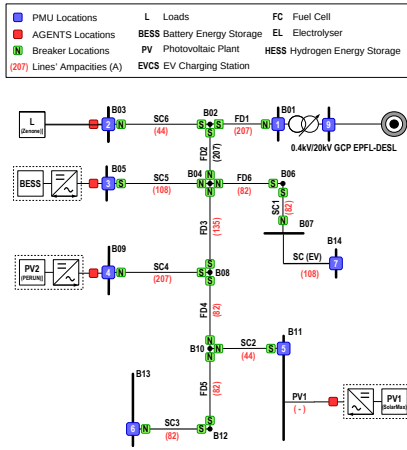 PMU Locations
L Loads
FC Fuel Cell
AGENTS Locations
BESS Battery Energy Storage
EL Electrolyser
N Breaker Locations
PV Photovoltaic Plant
HESS Hydrogen Energy Storage
(207) Lines' Ampacities (A)
EVCS EV Charging Station
B03 B02 B01
L
(Zenone)
2 N SC6 (44) S S FD1 (207) N 1 9
S
FD2 (207)
0.4kV/20kV GCP EPFL-DESL
B05 B04 N B06
BESS 3 S SC5 (108) N N FD6 (82) S
N
S
SC1 (82)
N
B07
FD3 (135)
B14
SC (EV) (108) 7
B09
PV2
(PERUN)
4 N SC4 (207) S S B08
S
FD4 (82)
B11
N
B10 N SC2 (44) S 5
N
B13
FD5 (82)
PV1 ( - )
PV1
(SolarMax)
S
6 N SC3 (82) S B12